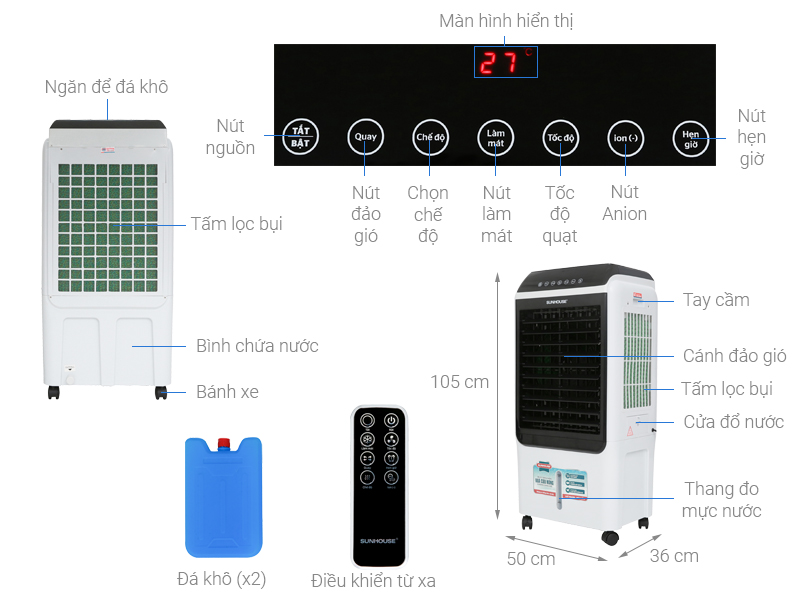 Màn hình hiển thị
27°C
Ngăn để đá khô
Nút
nguồn
TẮT
BẬT
Quay
Chế độ
Làm
mát
Tốc độ
ion (-)
Hẹn
giờ
Nút
hẹn
giờ
Nút
đảo
gió
Chọn
chế
độ
Nút
làm
mát
Tốc
độ
quạt
Nút
Anion
Tấm lọc bụi
Bình chứa nước
Bánh xe
SUNHOUSE
105 cm
Tay cầm
Cánh đảo gió
Tấm lọc bụi
Cửa đổ nước
Thang đo
mực nước
50 cm
36 cm
SUNHOUSE
Đá khô (x2)
Điều khiển từ xa